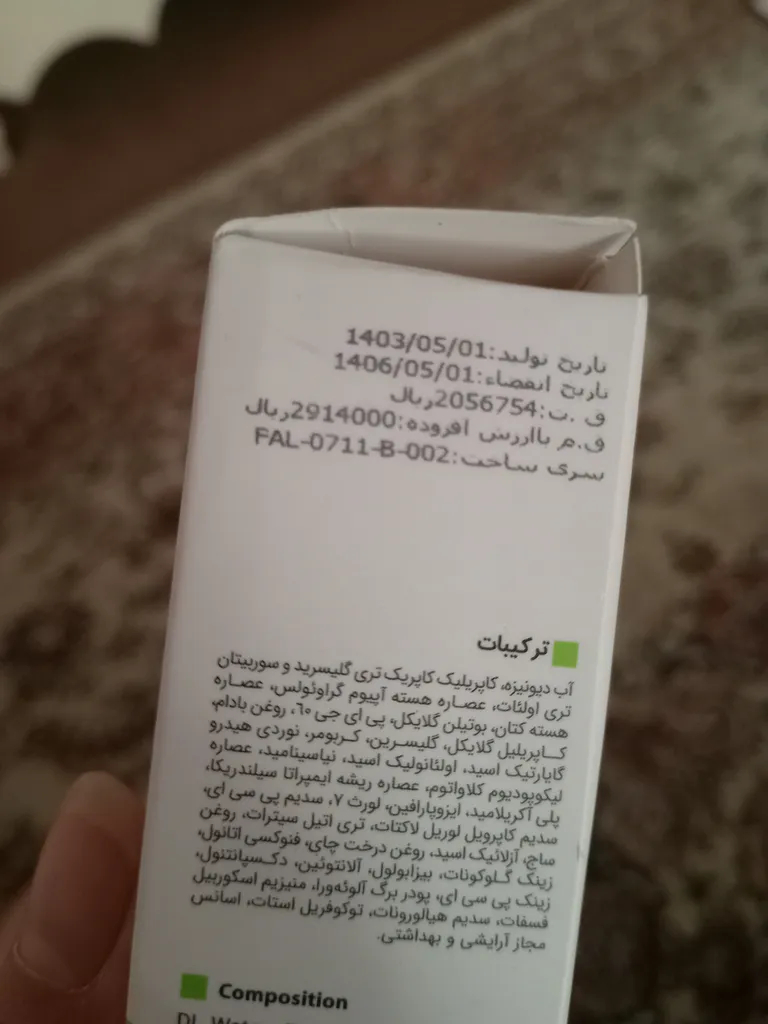 تاریخ تولید:1403/05/01
تاریخ انقضاء:1406/05/01
ق .ت:2056754ریال
ق.م باارزش افزوده:2914000ریال
سری ساخت:FAL-0711-B-002
ترکیبات
آب دیونیزه، کاپریلیک کاپریک تری گلیسرید و سوربیتان
تری اولئات، عصاره هسته آپیوم گراوئولس، عصاره
هسته کتان، بوتیلن گلایکل، پی ای جی ٦٠، روغن بادام،
کاپریلیل گلایکل، گلیسرین، کربومر، نوردی هیدرو
گایارتیک اسید، اولئانولیک اسید، نیاسینامید، عصاره
لیکوپودیوم کلاواتوم، عصاره ریشه ایمپراتا سیلندریکا،
پلی آکریلامید، ایزوپارافین، لورث ۷، سدیم پی سی ای،
سدیم کاپرویل لوریل لاکتات، تری اتیل سیترات، روغن
ساج، آزلائیک اسید، روغن درخت چای، فنوکسی اتانول،
زینک گلوکونات، بیزابولول، آلانتوئین، دکسپانتنول،
زینک پی سی ای، پودر برگ آلوئه‌ورا، منیزیم اسکوربیل
فسفات، سدیم هیالورونات، توکوفریل استات، اسانس
مجاز آرایشی و بهداشتی.
Composition